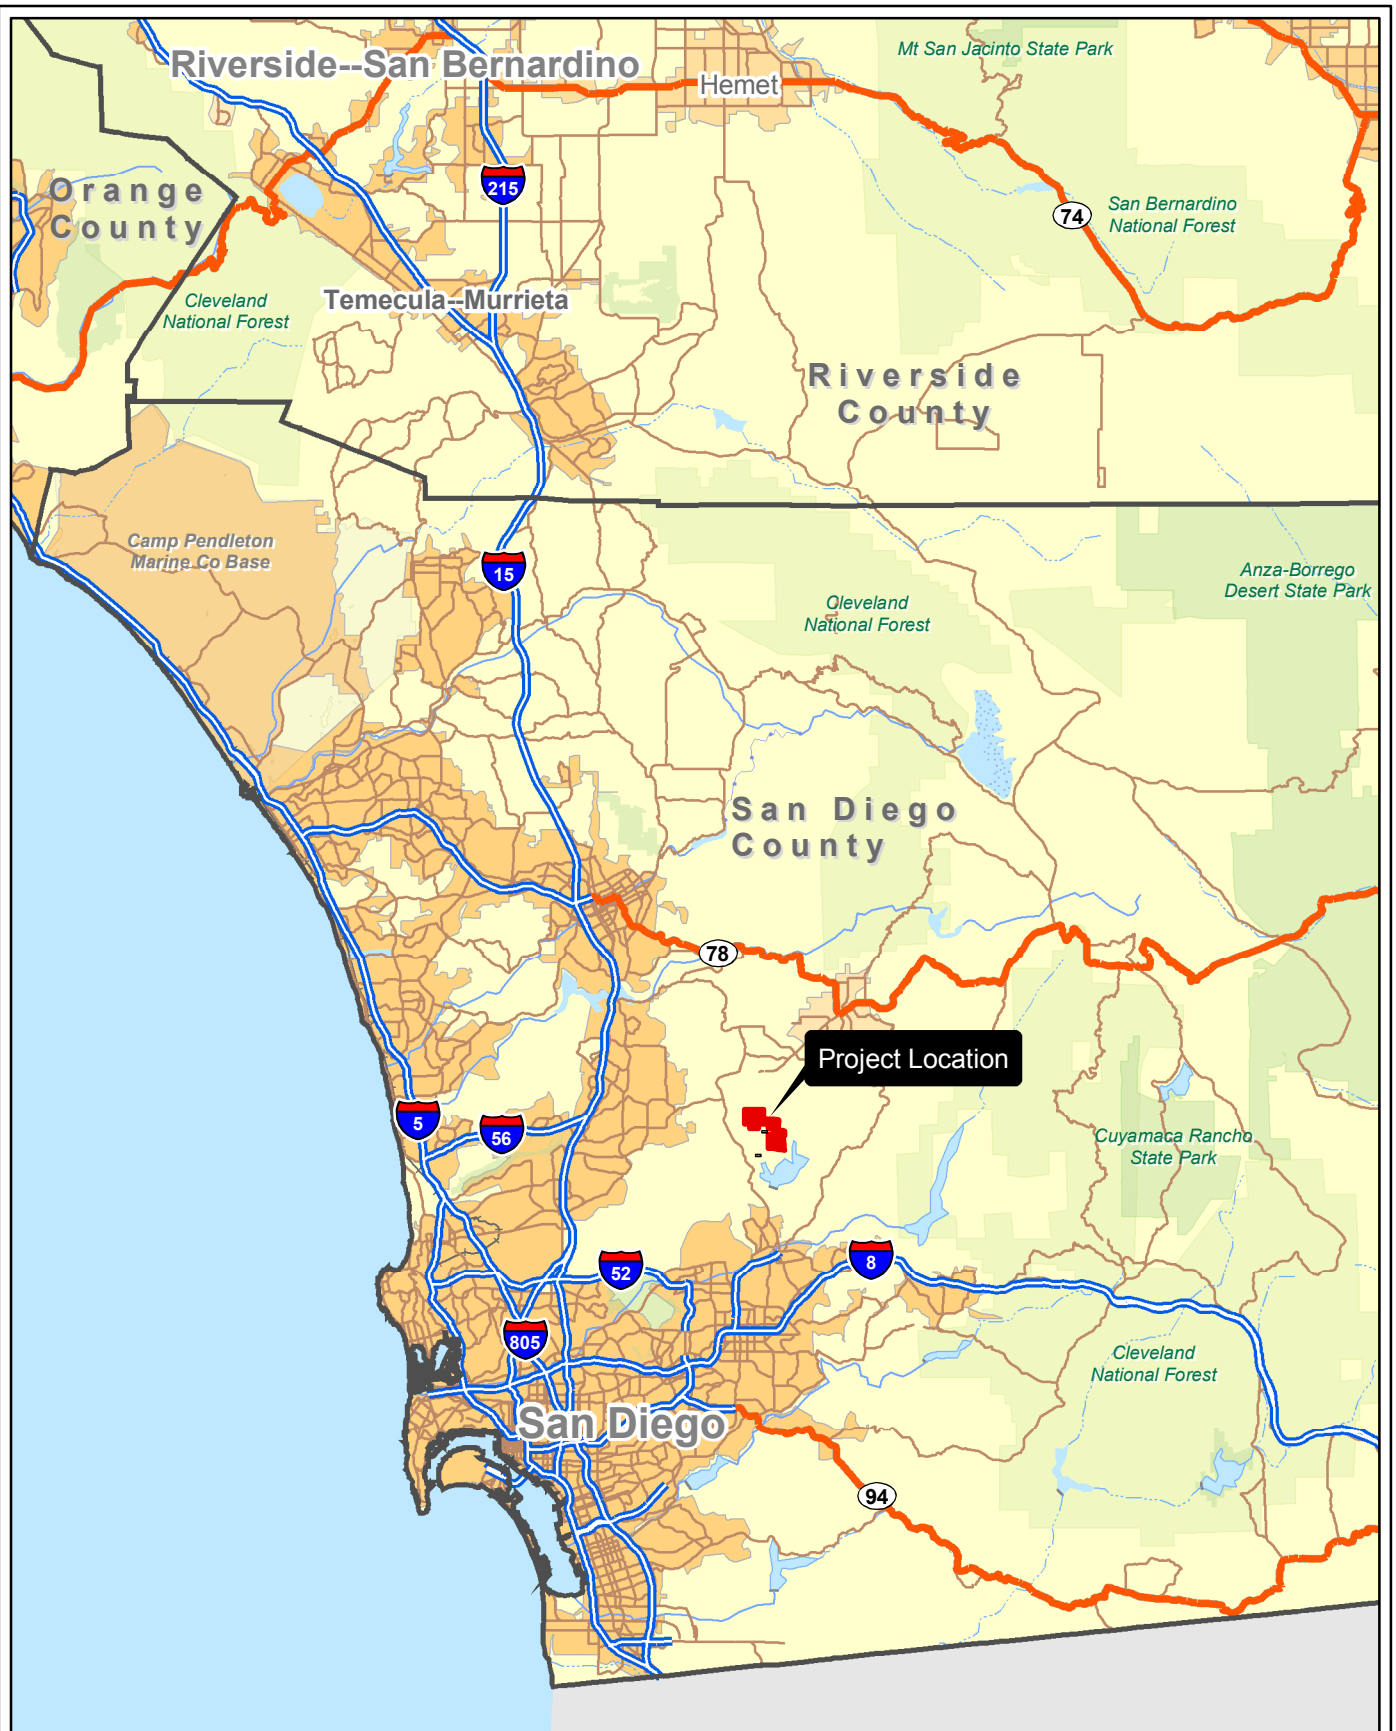 Mt San Jacinto State Park
Riverside--San Bernardino
Hemet
215
Orange
County
74
San Bernardino
National Forest
Cleveland
National Forest
Temecula--Murrieta
Riverside
County
Camp Pendleton
Marine Co Base
15
Anza-Borrego
Desert State Park
Cleveland
National Forest
San Diego
County
78
Project Location
5
56
Cuyamaca Rancho
State Park
52
8
805
Cleveland
National Forest
San Diego
94